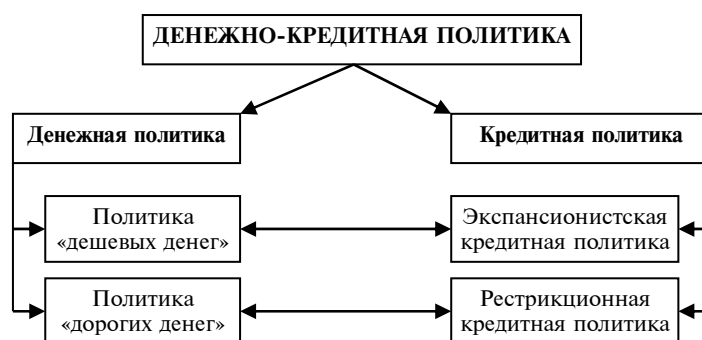 ДЕНЕЖНО-КРЕДИТНАЯ ПОЛИТИКА
Денежная политика
Кредитная политика
Политика
«дешевых денег»
Экспансионистская
кредитная политика
Политика
«дорогих денег»
Рестрикционная
кредитная политика